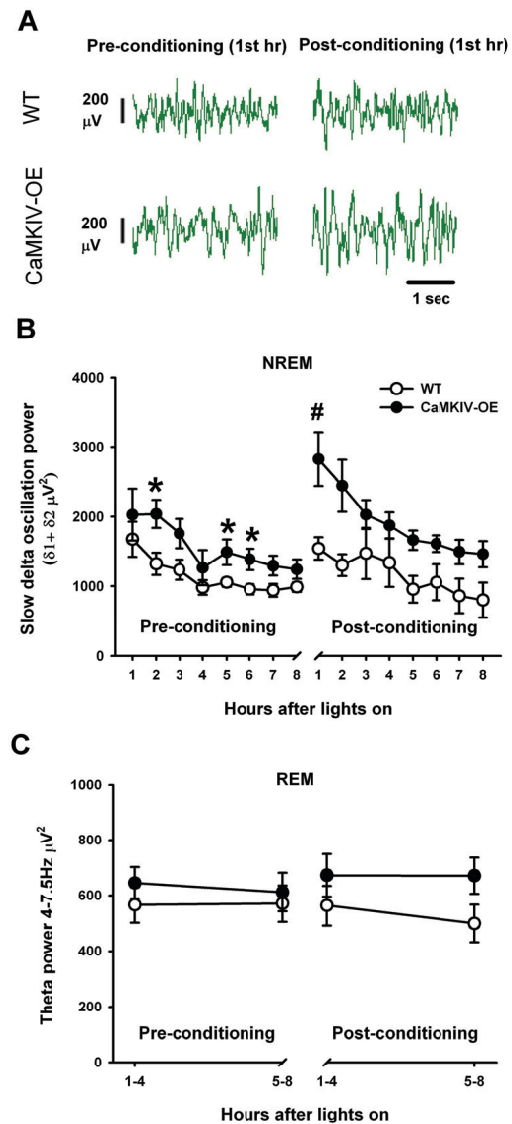 A
Pre-conditioning (1st hr) Post-conditioning (1st hr)
WT
200
µV
CaMKIV-OE
200
µV
1 sec
B
NREM
WT
CaMKIV-OE
#
* * *
Slow delta oscillation power
(δ1+ δ2 µV²)
4000
3000
2000
1000
0
Pre-conditioning Post-conditioning
1 2 3 4 5 6 7 8 1 2 3 4 5 6 7 8
Hours after lights on
C
REM
Theta power 4-7.5Hz µV²
1000
800
600
400
200
0
Pre-conditioning Post-conditioning
1-4 5-8 1-4 5-8
Hours after lights on